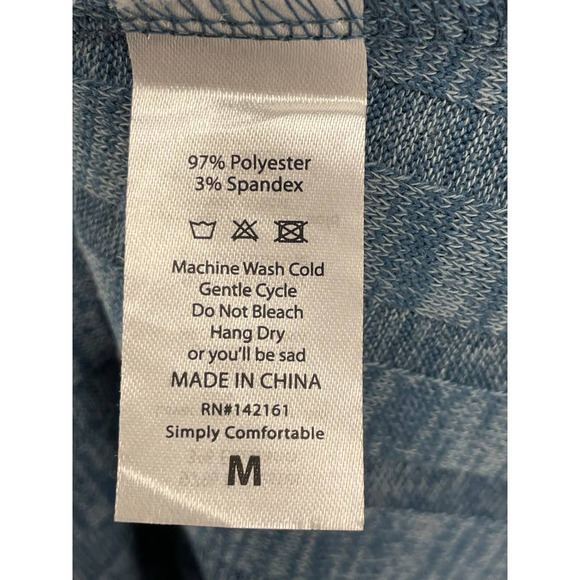 97% Polyester
3% Spandex
Machine Wash Cold
Gentle Cycle
Do Not Bleach
Hang Dry
or you'll be sad
MADE IN CHINA
RN#142161
Simply Comfortable
M